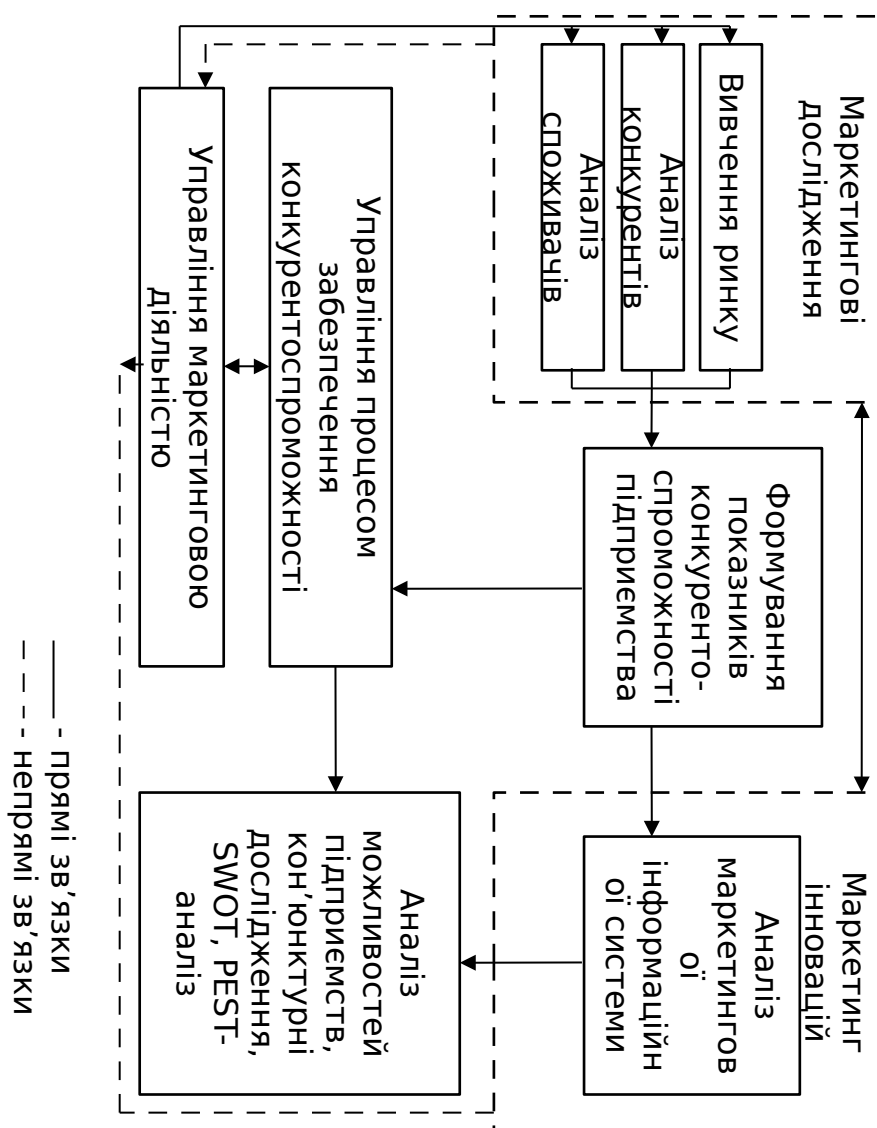 Маркетингові
дослідження
Вивчення ринку
Аналіз
конкурентів
Аналіз
споживачів
Формування
показників
конкуренто-
спроможності
підприємства
Маркетинг
інновацій
Аналіз
маркетингов
ої
інформаційн
ої системи
Управління процесом
забезпечення
конкурентоспроможності
Аналіз
можливостей
підприємств,
кон’юнктурні
дослідження,
SWOT, PEST-
аналіз
Управління маркетинговою
діяльністю
- прямі зв’язки
- непрямі зв’язки